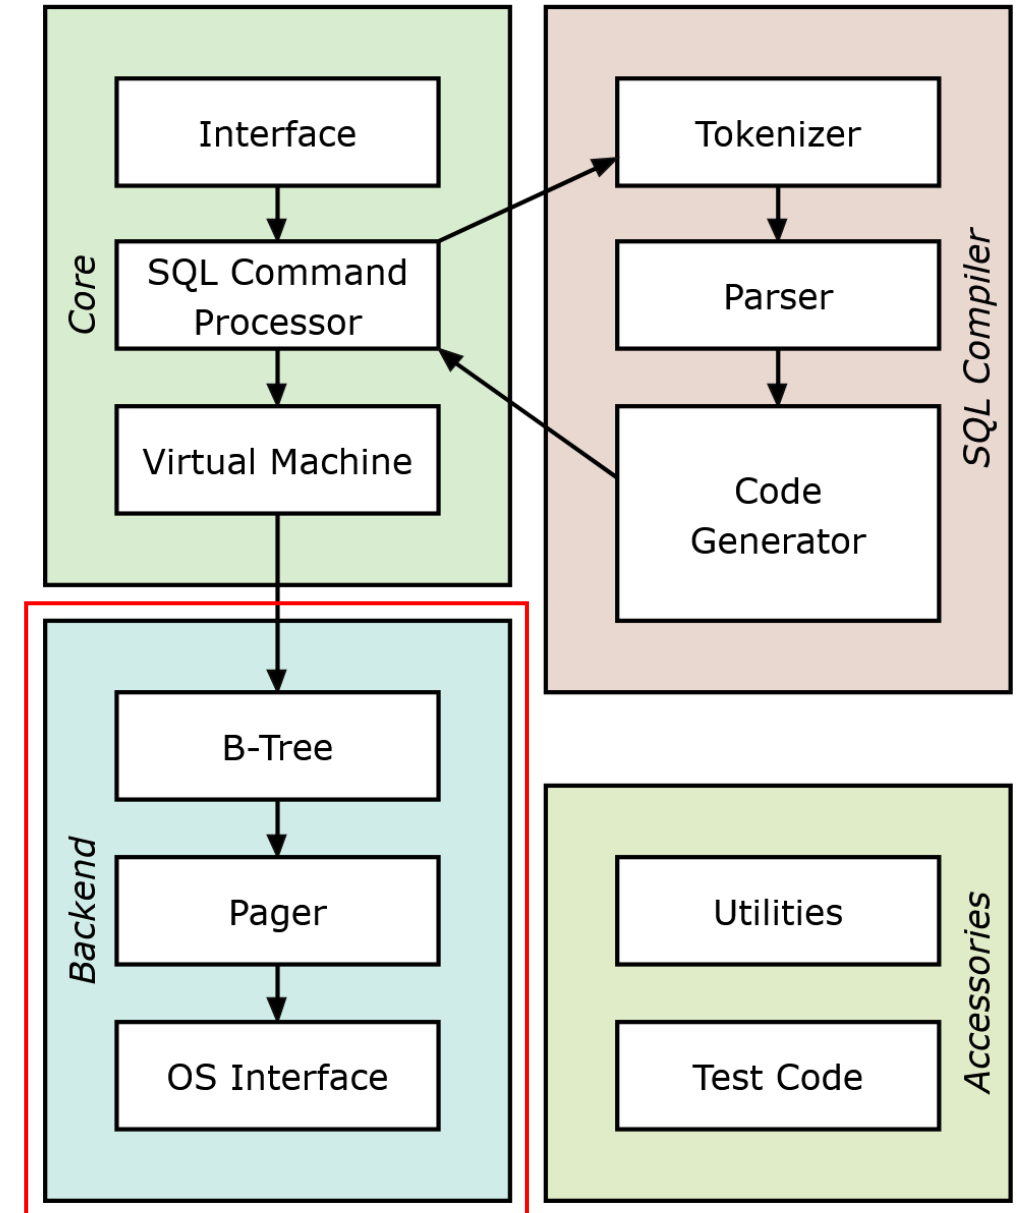 Core
Interface
SQL Command
Processor
Virtual Machine
SQL Compiler
Tokenizer
Parser
Code
Generator
Backend
B-Tree
Pager
OS Interface
Accessories
Utilities
Test Code